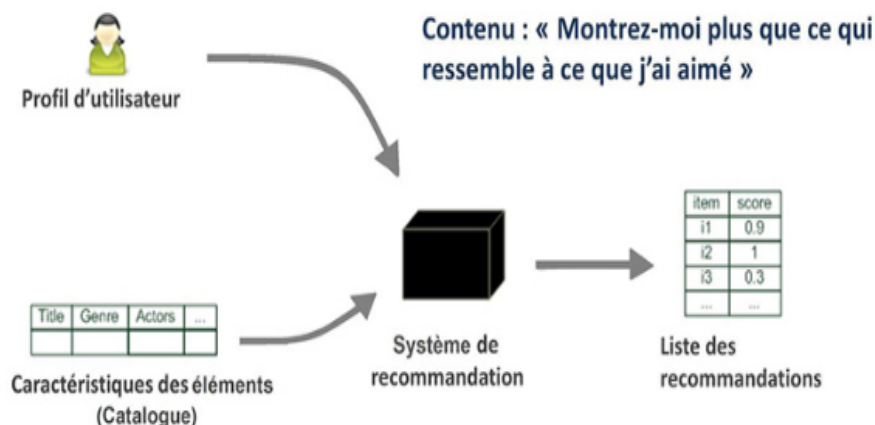 Contenu : « Montrez-moi plus que ce qui
ressemble à ce que j'ai aimé »
Profil d'utilisateur
item score
i1 0.9
i2 1
i3 0.3
... ...
Title Genre Actors ...
Système de
recommandation
Liste des
recommandations
Caractéristiques des éléments
(Catalogue)